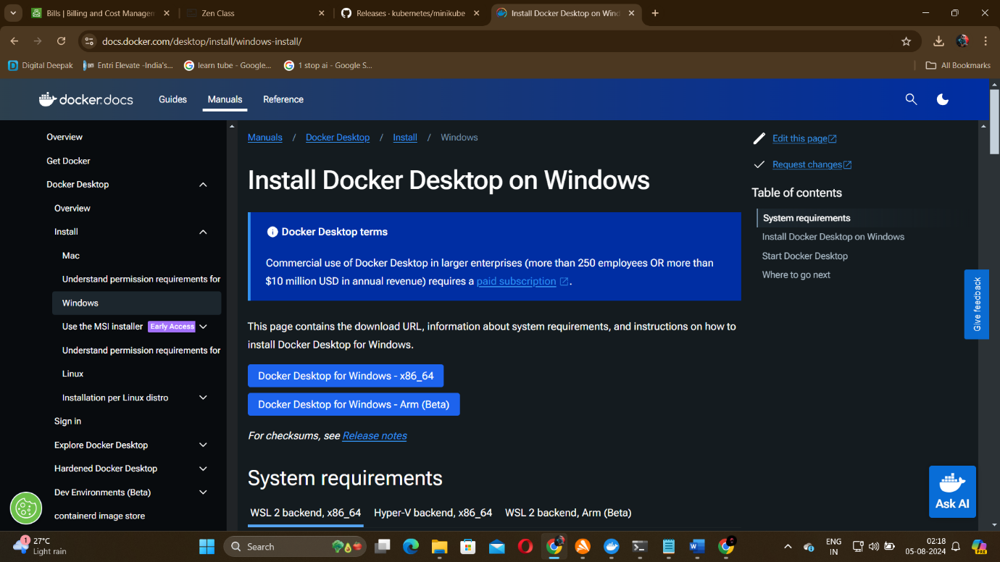 Bills | Billing and Cost Managem
Zen Class
Releases · kubernetes/minikube
Install Docker Desktop on Wind
docs.docker.com/desktop/install/windows-install/
Digital Deepak
Entri Elevate -India's...
learn tube - Google...
1 stop ai - Google S...
All Bookmarks
docker.docs
Guides
Manuals
Reference
Overview
Get Docker
Docker Desktop
Overview
Install
Mac
Understand permission requirements for
Windows
Use the MSI installer Early Access
Understand permission requirements for
Linux
Installation per Linux distro
Sign in
Explore Docker Desktop
Hardened Docker Desktop
Dev Environments (Beta)
containerd image store
Manuals / Docker Desktop / Install / Windows
Install Docker Desktop on Windows
Docker Desktop terms
Commercial use of Docker Desktop in larger enterprises (more than 250 employees OR more than
$10 million USD in annual revenue) requires a paid subscription .
This page contains the download URL, information about system requirements, and instructions on how to
install Docker Desktop for Windows.
Docker Desktop for Windows - x86_64
Docker Desktop for Windows - Arm (Beta)
For checksums, see Release notes
System requirements
WSL 2 backend, x86_64
Hyper-V backend, x86_64
WSL 2 backend, Arm (Beta)
Edit this page
Request changes
Table of contents
System requirements
Install Docker Desktop on Windows
Start Docker Desktop
Where to go next
Give feedback
Ask AI
1
27°C
Light rain
Search
ENG
IN
02:18
05-08-2024
PRE